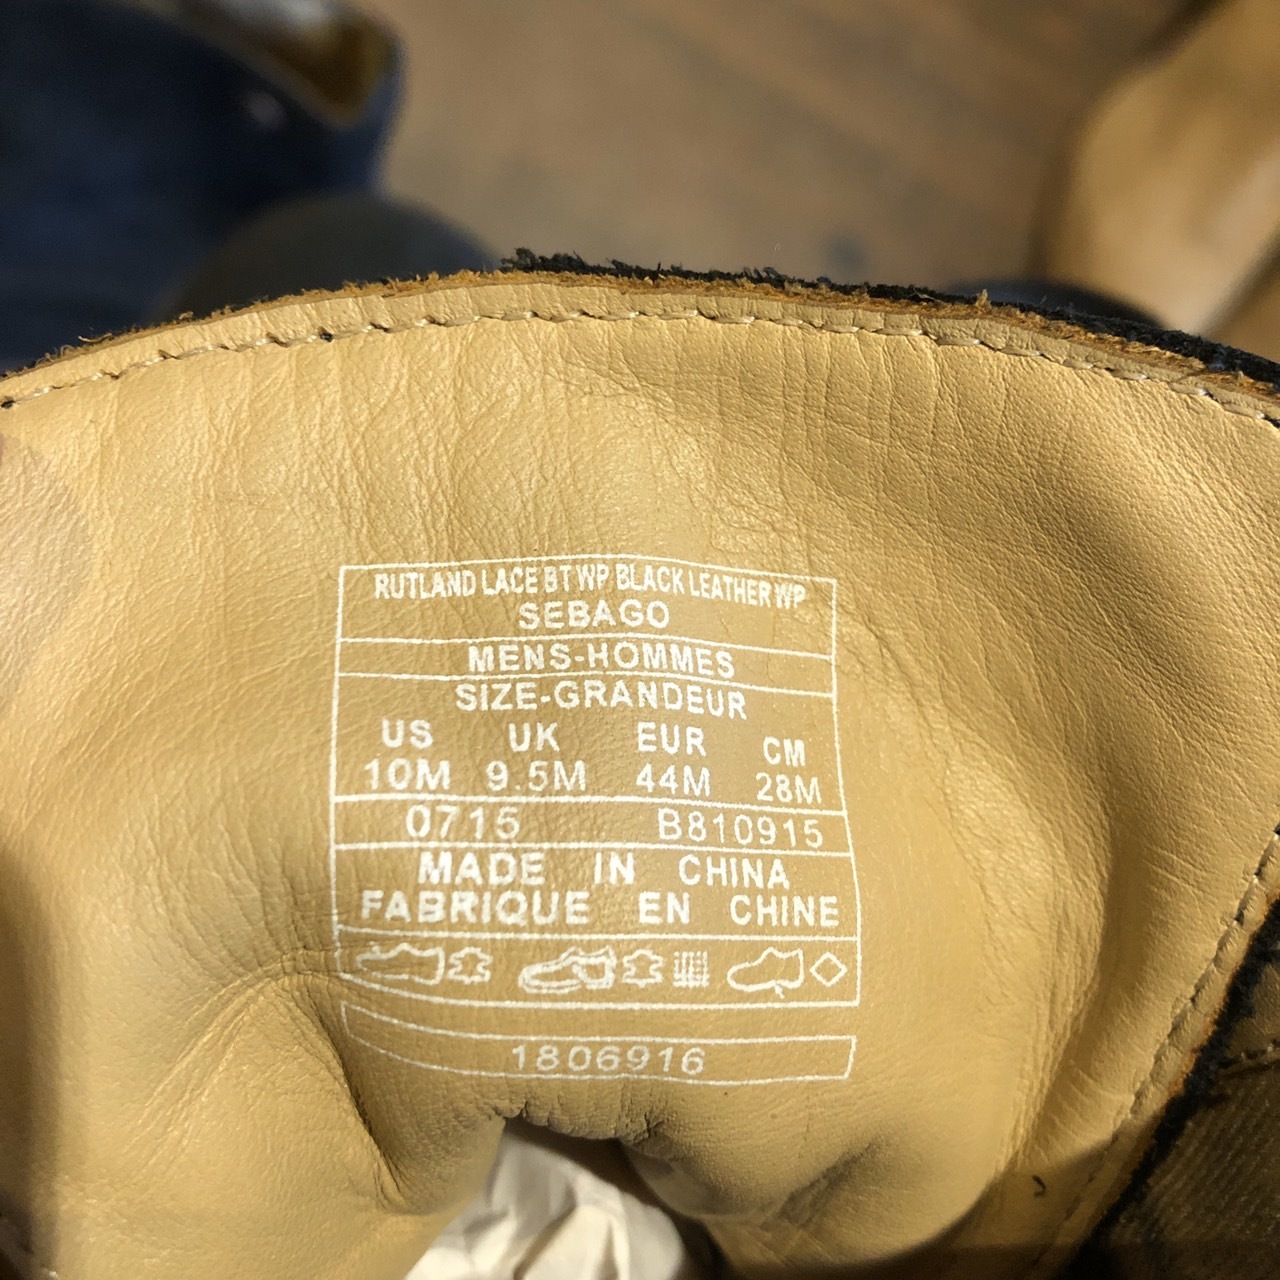 RUTLAND LACE BT WP BLACK LEATHER WP
SEBAGO
MENS-HOMMES
SIZE-GRANDEUR
US UK EUR CM
10M 9.5M 44M 28M
0715 B810915
MADE IN CHINA
FABRIQUE EN CHINE
1806916